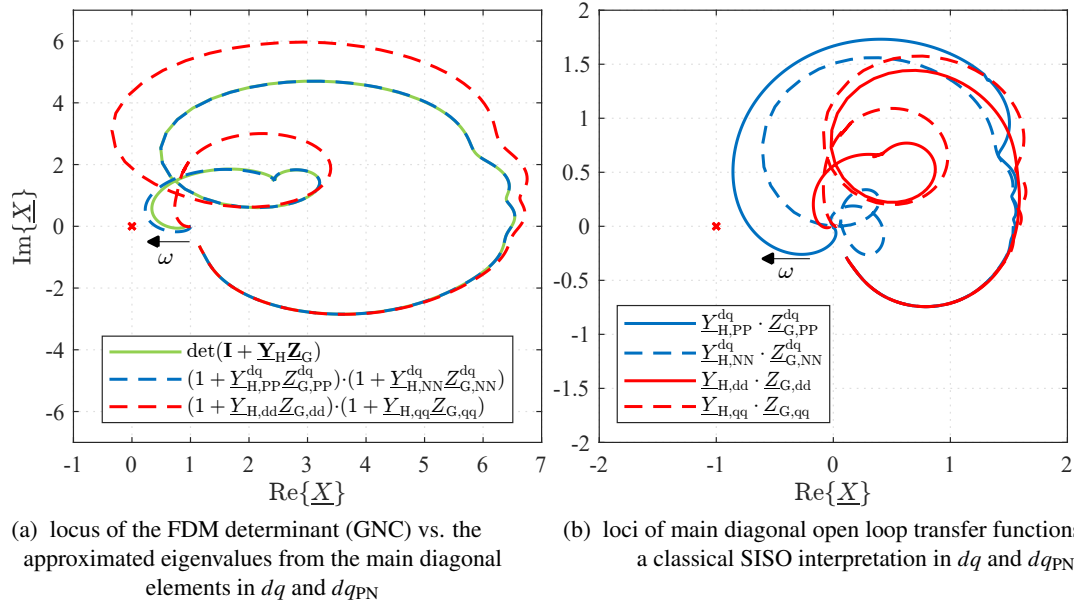 6
4
2
0
-2
-4
-6
-1
0
1
2
3
4
5
6
7
Im{X}
Re{X}
ω
det(I + Y_H Z_G)
(1 + Y^dq_H,PP Z^dq_G,PP)·(1 + Y^dq_H,NN Z^dq_G,NN)
(1 + Y_H,dd Z_G,dd)·(1 + Y_H,qq Z_G,qq)
(a) locus of the FDM determinant (GNC) vs. the
approximated eigenvalues from the main diagonal
elements in dq and dq_PN
2
1.5
1
0.5
0
-0.5
-1
-1.5
-2
-2
-1
0
1
2
Re{X}
ω
Y^dq_H,PP · Z^dq_G,PP
Y^dq_H,NN · Z^dq_G,NN
Y_H,dd · Z_G,dd
Y_H,qq · Z_G,qq
(b) loci of main diagonal open loop transfer functions
a classical SISO interpretation in dq and dq_PN